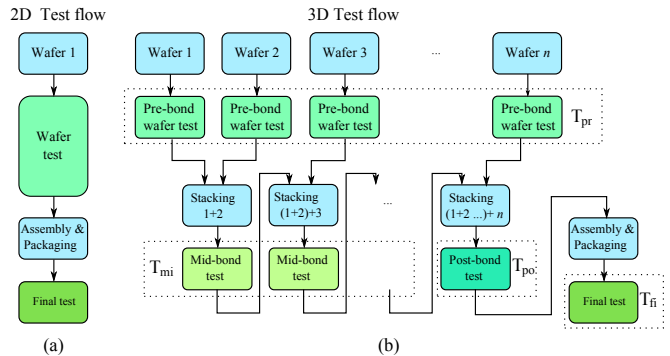 2D Test flow
3D Test flow
Wafer 1
Wafer
test
Assembly &
Packaging
Final test
(a)
Wafer 1
Wafer 2
Wafer 3
...
Wafer n
Pre-bond
wafer test
Pre-bond
wafer test
Pre-bond
wafer test
Pre-bond
wafer test
Tpr
Stacking
1+2
Stacking
(1+2)+3
...
Stacking
(1+2 ...)+ n
Assembly &
Packaging
Tmi
Mid-bond
test
Mid-bond
test
Post-bond
test
Tpo
Final test
Tfi
(b)